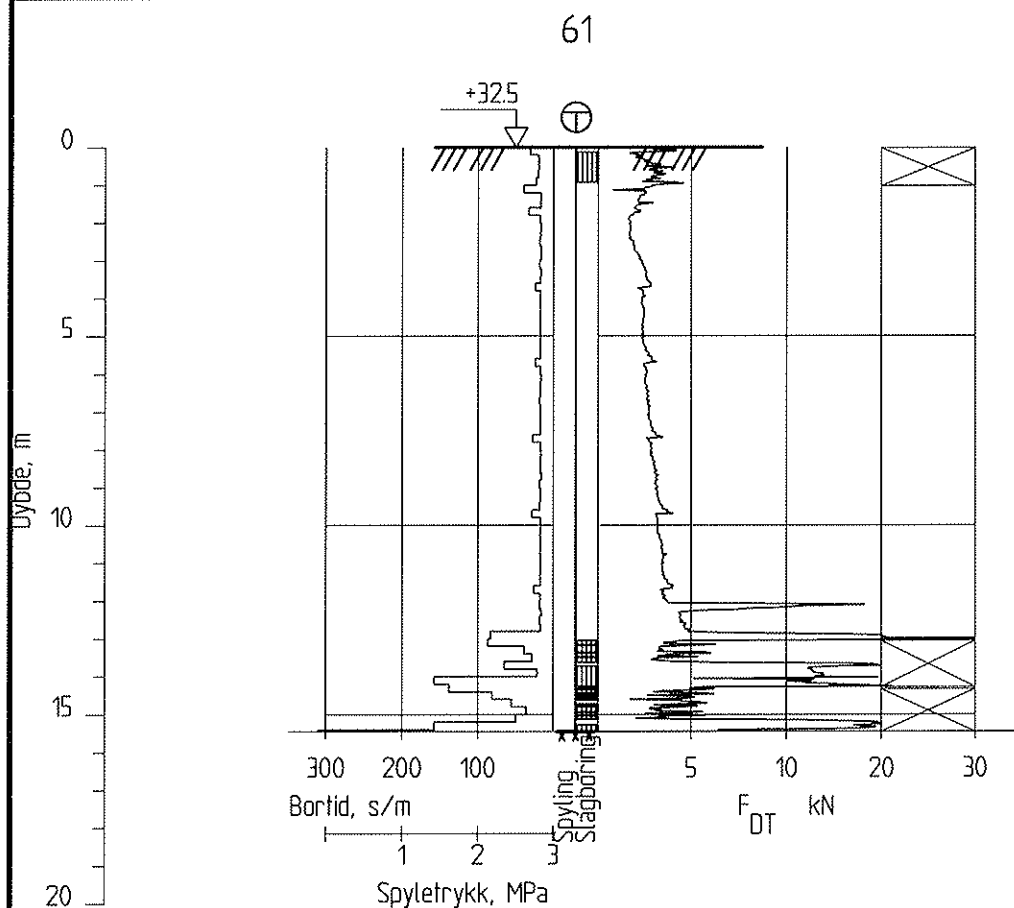 61
+32.5
0
5
10
15
20
Dybde, m
300 200 100
Bortid, s/m
Spyling
Slagboring
5 10 20 30
F_DT kN
1 2 3
Spyletrykk, MPa